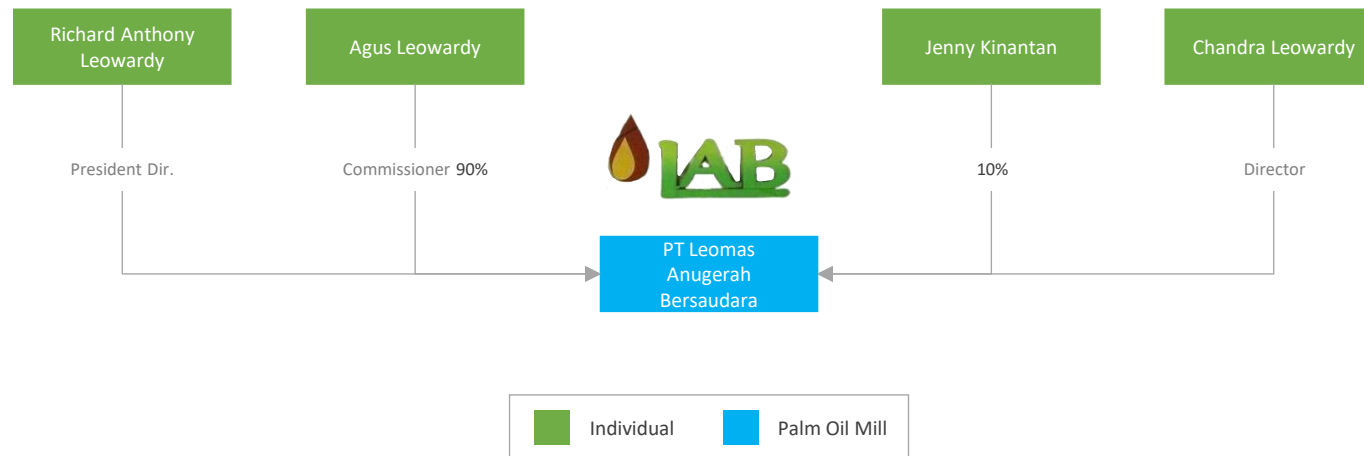 Richard Anthony
Leowardy
Agus Leowardy
Jenny Kinantan
Chandra Leowardy
President Dir.
Commissioner 90%
10%
Director
LAB
PT Leomas
Anugerah
Bersaudara
Individual
Palm Oil Mill